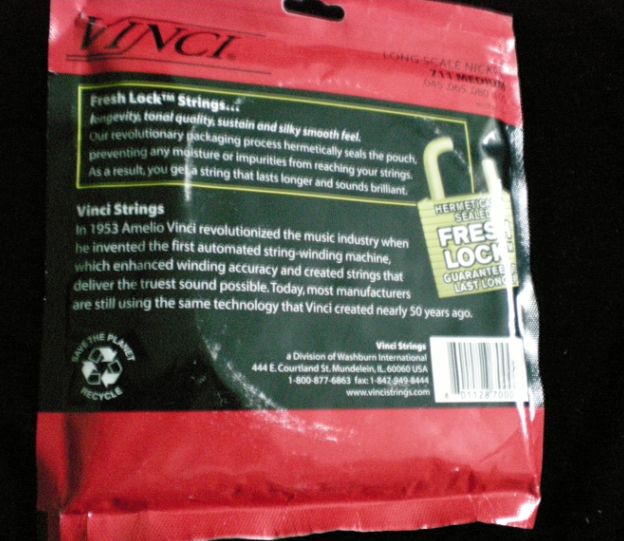 VINCI
LONG SCALE NICKEL
711 MEDIUM
.045 .065 .080
Fresh Lock™ Strings...
longevity, tonal quality, sustain and silky smooth feel.
Our revolutionary packaging process hermetically seals the pouch,
preventing any moisture or impurities from reaching your strings.
As a result, you get a string that lasts longer and sounds brilliant.
HERMETICALLY
SEALED
FRESH
LOCK
GUARANTEED
LAST LONGER
Vinci Strings
In 1953 Amelio Vinci revolutionized the music industry when
he invented the first automated string-winding machine,
which enhanced winding accuracy and created strings that
deliver the truest sound possible. Today, most manufacturers
are still using the same technology that Vinci created nearly 50 years ago.
SAVE THE PLANET
RECYCLE
Vinci Strings
a Division of Washburn International
444 E. Courtland St. Mundelein, IL. 60060 USA
1-800-877-6863 fax: 1-847-949-8444
www.vincistrings.com